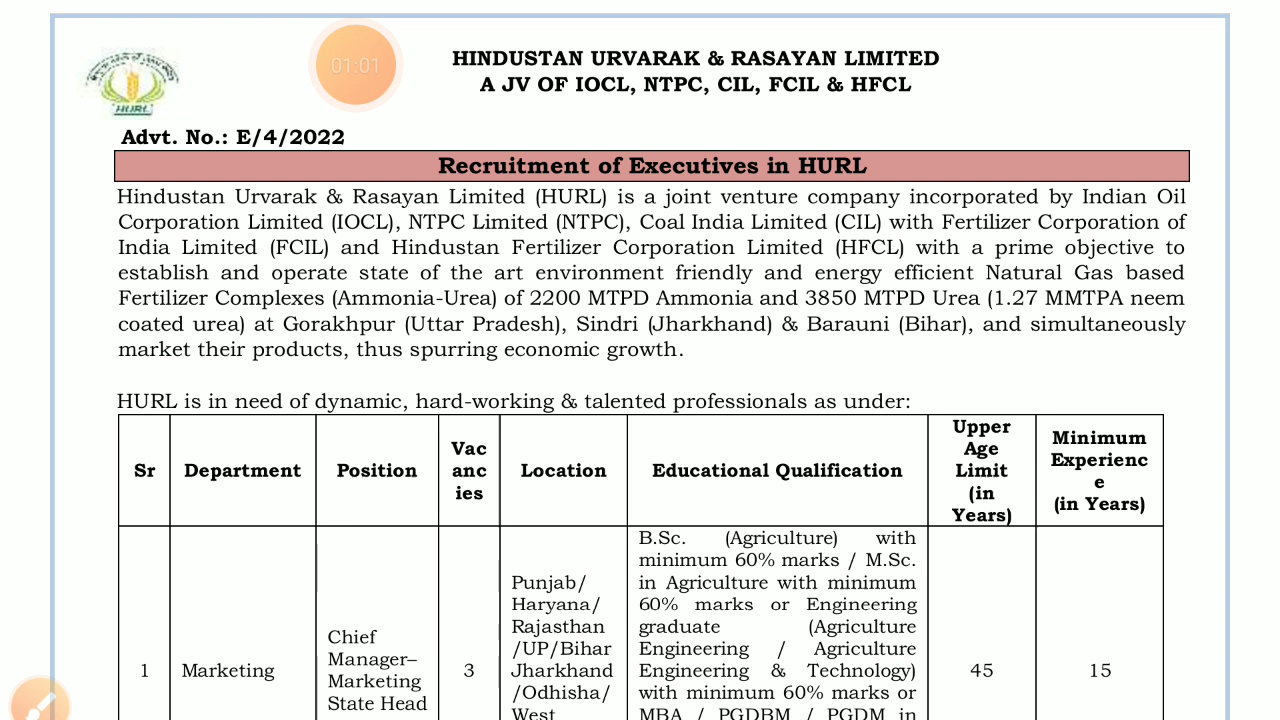 HURL
01:01
HINDUSTAN URVARAK & RASAYAN LIMITED
A JV OF IOCL, NTPC, CIL, FCIL & HFCL
Advt. No.: E/4/2022
Recruitment of Executives in HURL
Hindustan Urvarak & Rasayan Limited (HURL) is a joint venture company incorporated by Indian Oil
Corporation Limited (IOCL), NTPC Limited (NTPC), Coal India Limited (CIL) with Fertilizer Corporation of
India Limited (FCIL) and Hindustan Fertilizer Corporation Limited (HFCL) with a prime objective to
establish and operate state of the art environment friendly and energy efficient Natural Gas based
Fertilizer Complexes (Ammonia-Urea) of 2200 MTPD Ammonia and 3850 MTPD Urea (1.27 MMTPA neem
coated urea) at Gorakhpur (Uttar Pradesh), Sindri (Jharkhand) & Barauni (Bihar), and simultaneously
market their products, thus spurring economic growth.
HURL is in need of dynamic, hard-working & talented professionals as under:
Sr
Department
Position
Vac
anc
ies
Location
Educational Qualification
Upper
Age
Limit
(in
Years)
Minimum
Experienc
e
(in Years)
1
Marketing
Chief
Manager–
Marketing
State Head
3
Punjab/
Haryana/
Rajasthan
/UP/Bihar
Jharkhand
/Odhisha/
West
B.Sc. (Agriculture) with
minimum 60% marks / M.Sc.
in Agriculture with minimum
60% marks or Engineering
graduate (Agriculture
Engineering / Agriculture
Engineering & Technology)
with minimum 60% marks or
MBA / PGDBM / PGDM in
45
15